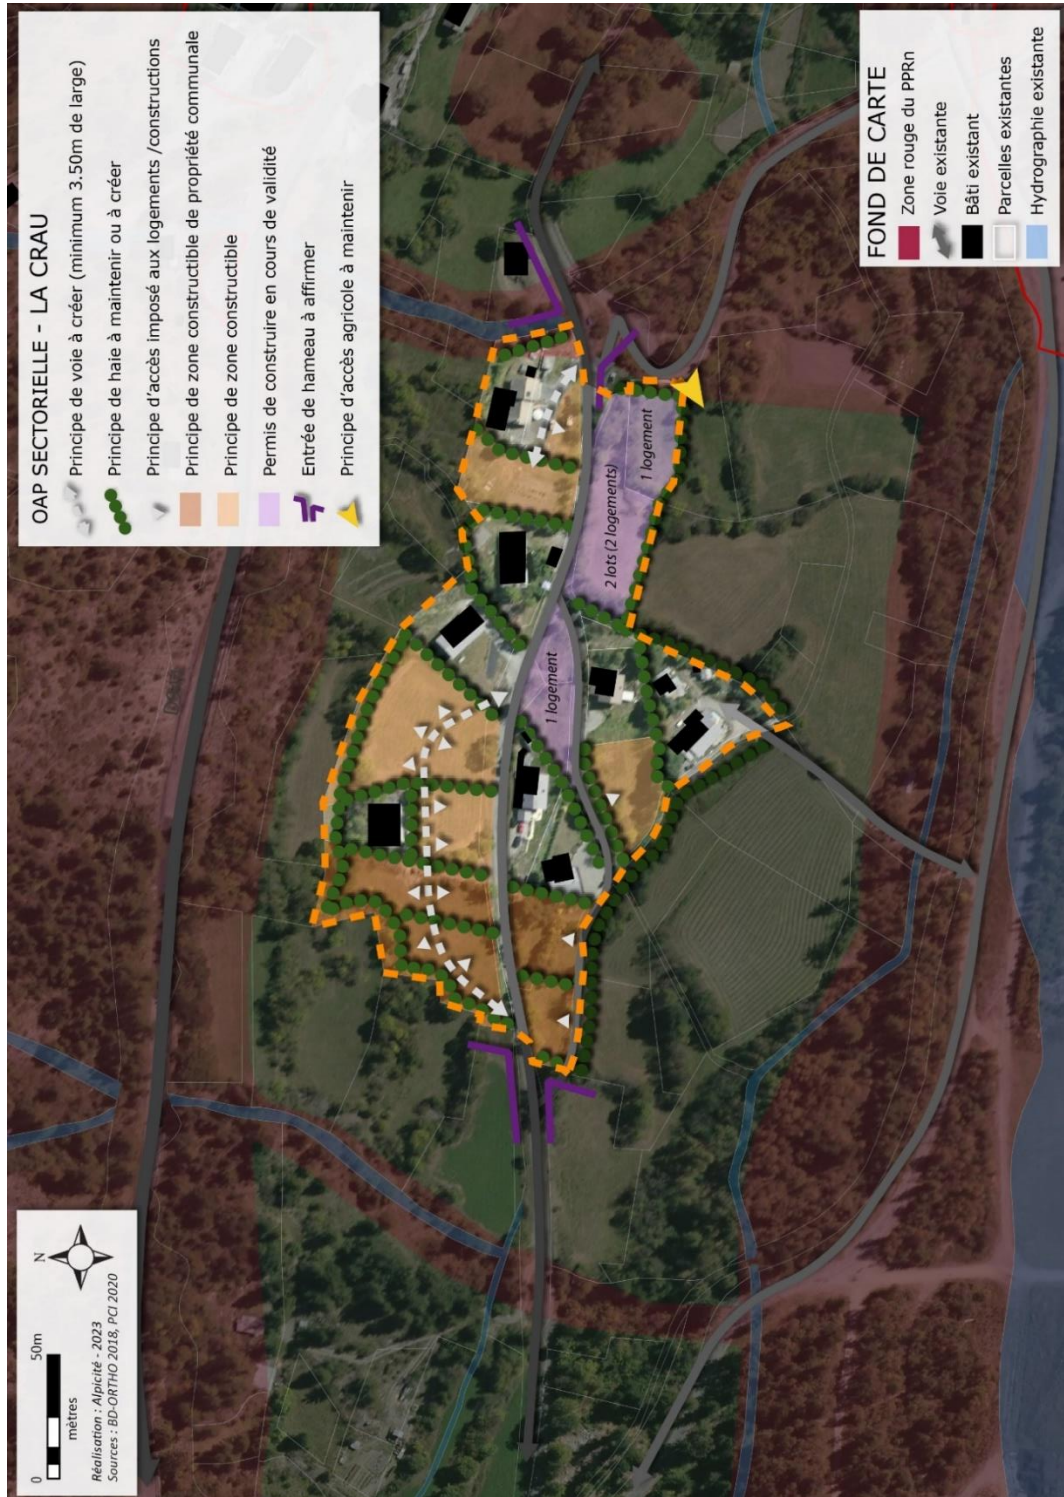 OAP SECTORIELLE - LA CRAU
Principe de voie à créer (minimum 3.50m de large)
Principe de haie à maintenir ou à créer
Principe d'accès imposé aux logements /constructions
Principe de zone constructible de propriété communale
Principe de zone constructible
Permis de construire en cours de validité
Entrée de hameau à affirmer
Principe d'accès agricole à maintenir
FOND DE CARTE
Zone rouge du PPRn
Voie existante
Bâti existant
Parcelles existantes
Hydrographie existante
1 logement
2 lots (2 logements)
1 logement
N
0
50m
mètres
Réalisation : Alpicité - 2023
Sources : BD-ORTHO 2018, PCI 2020